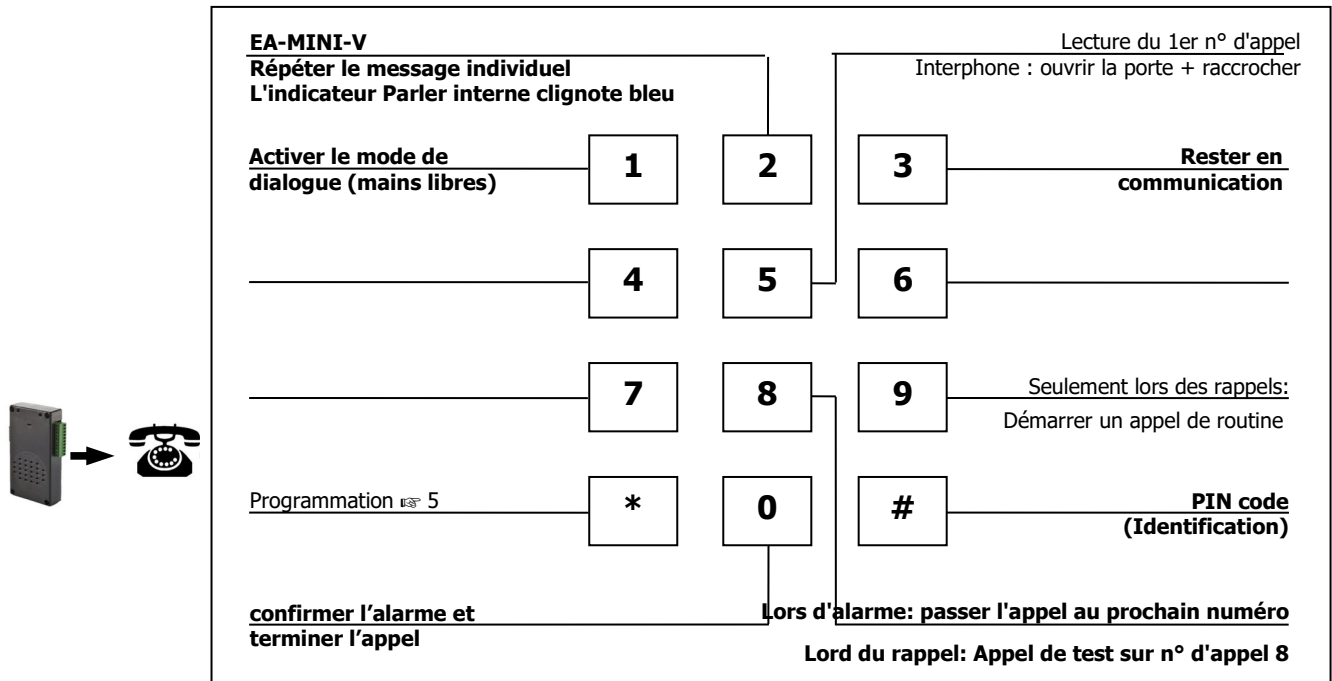 EA-MINI-V
Répéter le message individuel
L'indicateur Parler interne clignote bleu
Lecture du 1er n° d'appel
Interphone : ouvrir la porte + raccrocher
Activer le mode de
dialogue (mains libres)
1
2
3
Rester en
communication
4
5
6
7
8
9
Seulement lors des rappels:
Démarrer un appel de routine
Programmation ☞ 5
*
0
#
PIN code
(Identification)
confirmer l’alarme et
terminer l’appel
Lors d'alarme: passer l'appel au prochain numéro
Lord du rappel: Appel de test sur n° d'appel 8